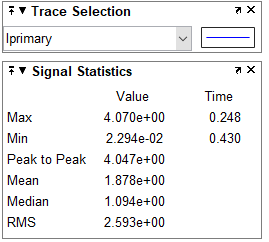 Trace Selection
Iprimary
Signal Statistics
Value Time
Max 4.070e+00 0.248
Min 2.294e-02 0.430
Peak to Peak 4.047e+00
Mean 1.878e+00
Median 1.094e+00
RMS 2.593e+00